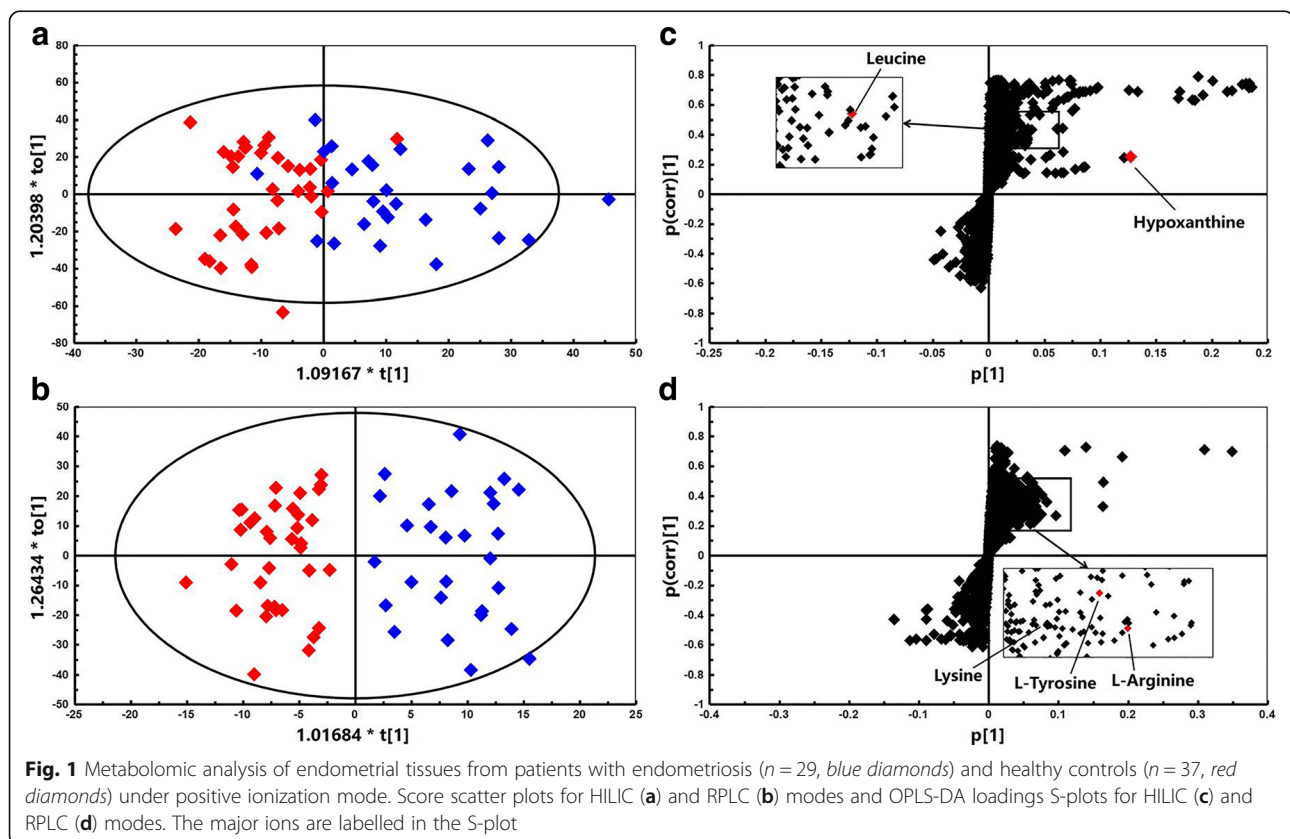 a
80
60
40
20
0
-20
-40
-60
-80
-40 -30 -20 -10 0 10 20 30 40 50
1.20398 * to[1]
1.09167 * t[1]
c
1
0.8
0.6
0.4
0.2
0
-0.2
-0.4
-0.6
-0.8
-1
-0.25 -0.2 -0.15 -0.1 -0.05 0 0.05 0.1 0.15 0.2 0.2
p(corr)[1]
p[1]
Leucine
Hypoxanthine
b
50
40
30
20
10
0
-10
-20
-30
-40
-50
-25 -20 -15 -10 -5 0 5 10 15 20 25
1.26434 * to[1]
1.01684 * t[1]
d
1
0.8
0.6
0.4
0.2
0
-0.2
-0.4
-0.6
-0.8
-1
-0.4 -0.3 -0.2 -0.1 0 0.1 0.2 0.3 0.4
p(corr)[1]
p[1]
Lysine
L-Tyrosine
L-Arginine
Fig. 1 Metabolomic analysis of endometrial tissues from patients with endometriosis (n = 29, blue diamonds) and healthy controls (n = 37, red
diamonds) under positive ionization mode. Score scatter plots for HILIC (a) and RPLC (b) modes and OPLS-DA loadings S-plots for HILIC (c) and
RPLC (d) modes. The major ions are labelled in the S-plot